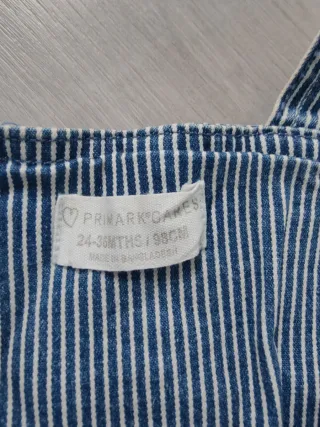 PRIMARK®CARES
24-36MTHS | 98CM
MADE IN BANGLADESH